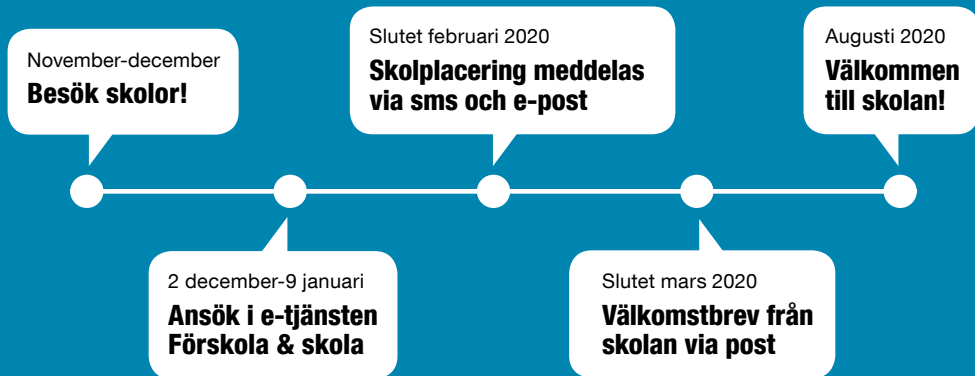 November-december
Besök skolor!
2 december-9 januari
Ansök i e-tjänsten
Förskola & skola
Slutet februari 2020
Skolplacering meddelas
via sms och e-post
Slutet mars 2020
Välkomstbrev från
skolan via post
Augusti 2020
Välkommen
till skolan!